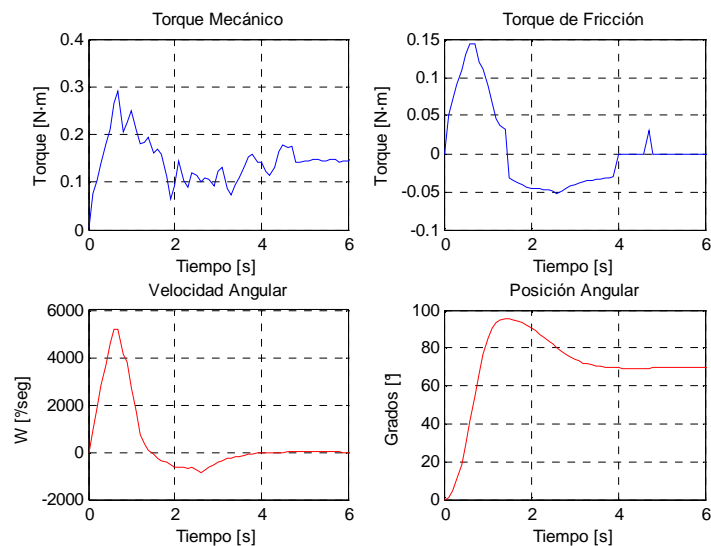 Torque Mecánico
Torque [N·m]
0.4
0.3
0.2
0.1
0
0 2 4 6
Tiempo [s]
Torque de Fricción
Torque [N·m]
0.15
0.1
0.05
0
-0.05
-0.1
0 2 4 6
Tiempo [s]
Velocidad Angular
W [°/seg]
6000
4000
2000
0
-2000
0 2 4 6
Tiempo [s]
Posición Angular
Grados [°]
100
80
60
40
20
0
0 2 4 6
Tiempo [s]